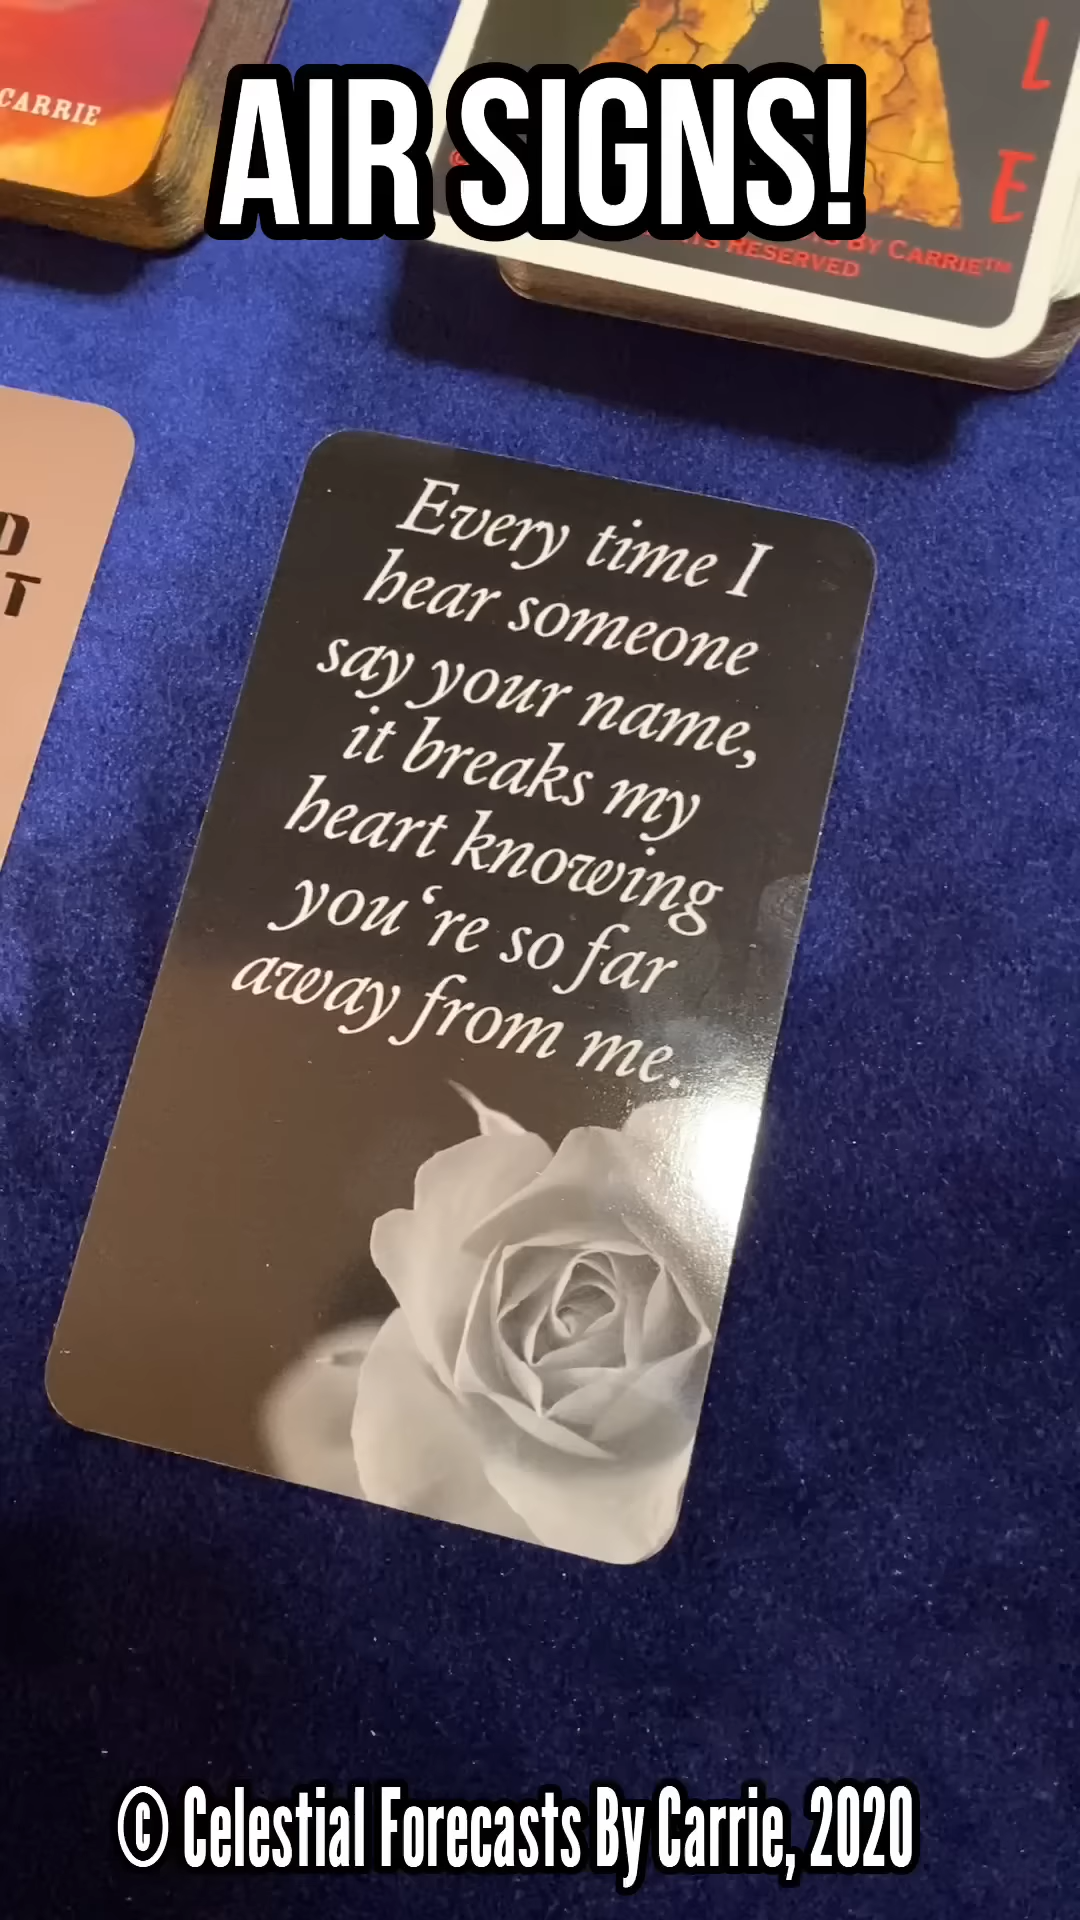 CARRIE
L
E
AIR SIGNS!
BY CARRIE™
RESERVED
D
T
Every time I
hear someone
say your name,
it breaks my
heart knowing
you‘re so far
away from me.
© Celestial Forecasts By Carrie, 2020